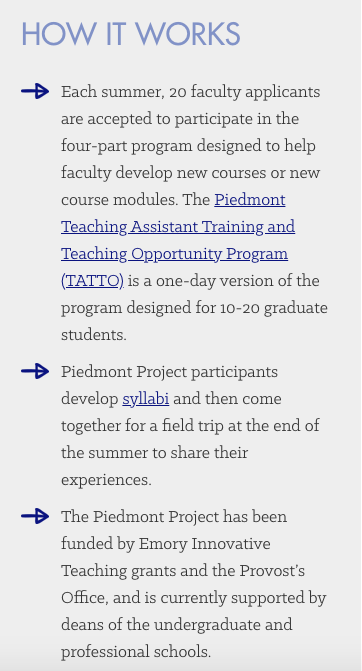 HOW IT WORKS
Each summer, 20 faculty applicants
are accepted to participate in the
four-part program designed to help
faculty develop new courses or new
course modules. The Piedmont
Teaching Assistant Training and
Teaching Opportunity Program
(TATTO) is a one-day version of the
program designed for 10-20 graduate
students.
Piedmont Project participants
develop syllabi and then come
together for a field trip at the end of
the summer to share their
experiences.
The Piedmont Project has been
funded by Emory Innovative
Teaching grants and the Provost's
Office, and is currently supported by
deans of the undergraduate and
professional schools.